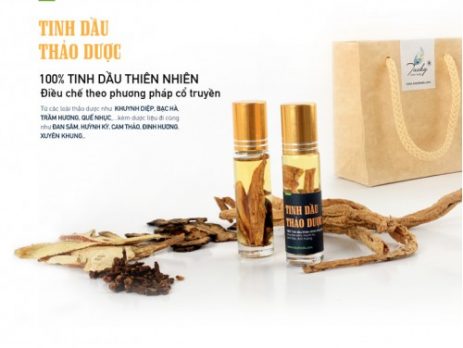 TINH DẦU
THẢO DƯỢC
100% TINH DẦU THIÊN NHIÊN
Điều chế theo phương pháp cổ truyền
Từ các loài thảo dược như KHUYNH DIỆP, BẠC HÀ,
TRẦM HƯƠNG, QUẾ NHỤC,...kèm dược liệu đi cùng
như ĐAN SÂM, HUỲNH KỲ, CAM THẢO, ĐINH HƯƠNG,
XUYÊN KHUNG...
TINH DẦU
THẢO DƯỢC